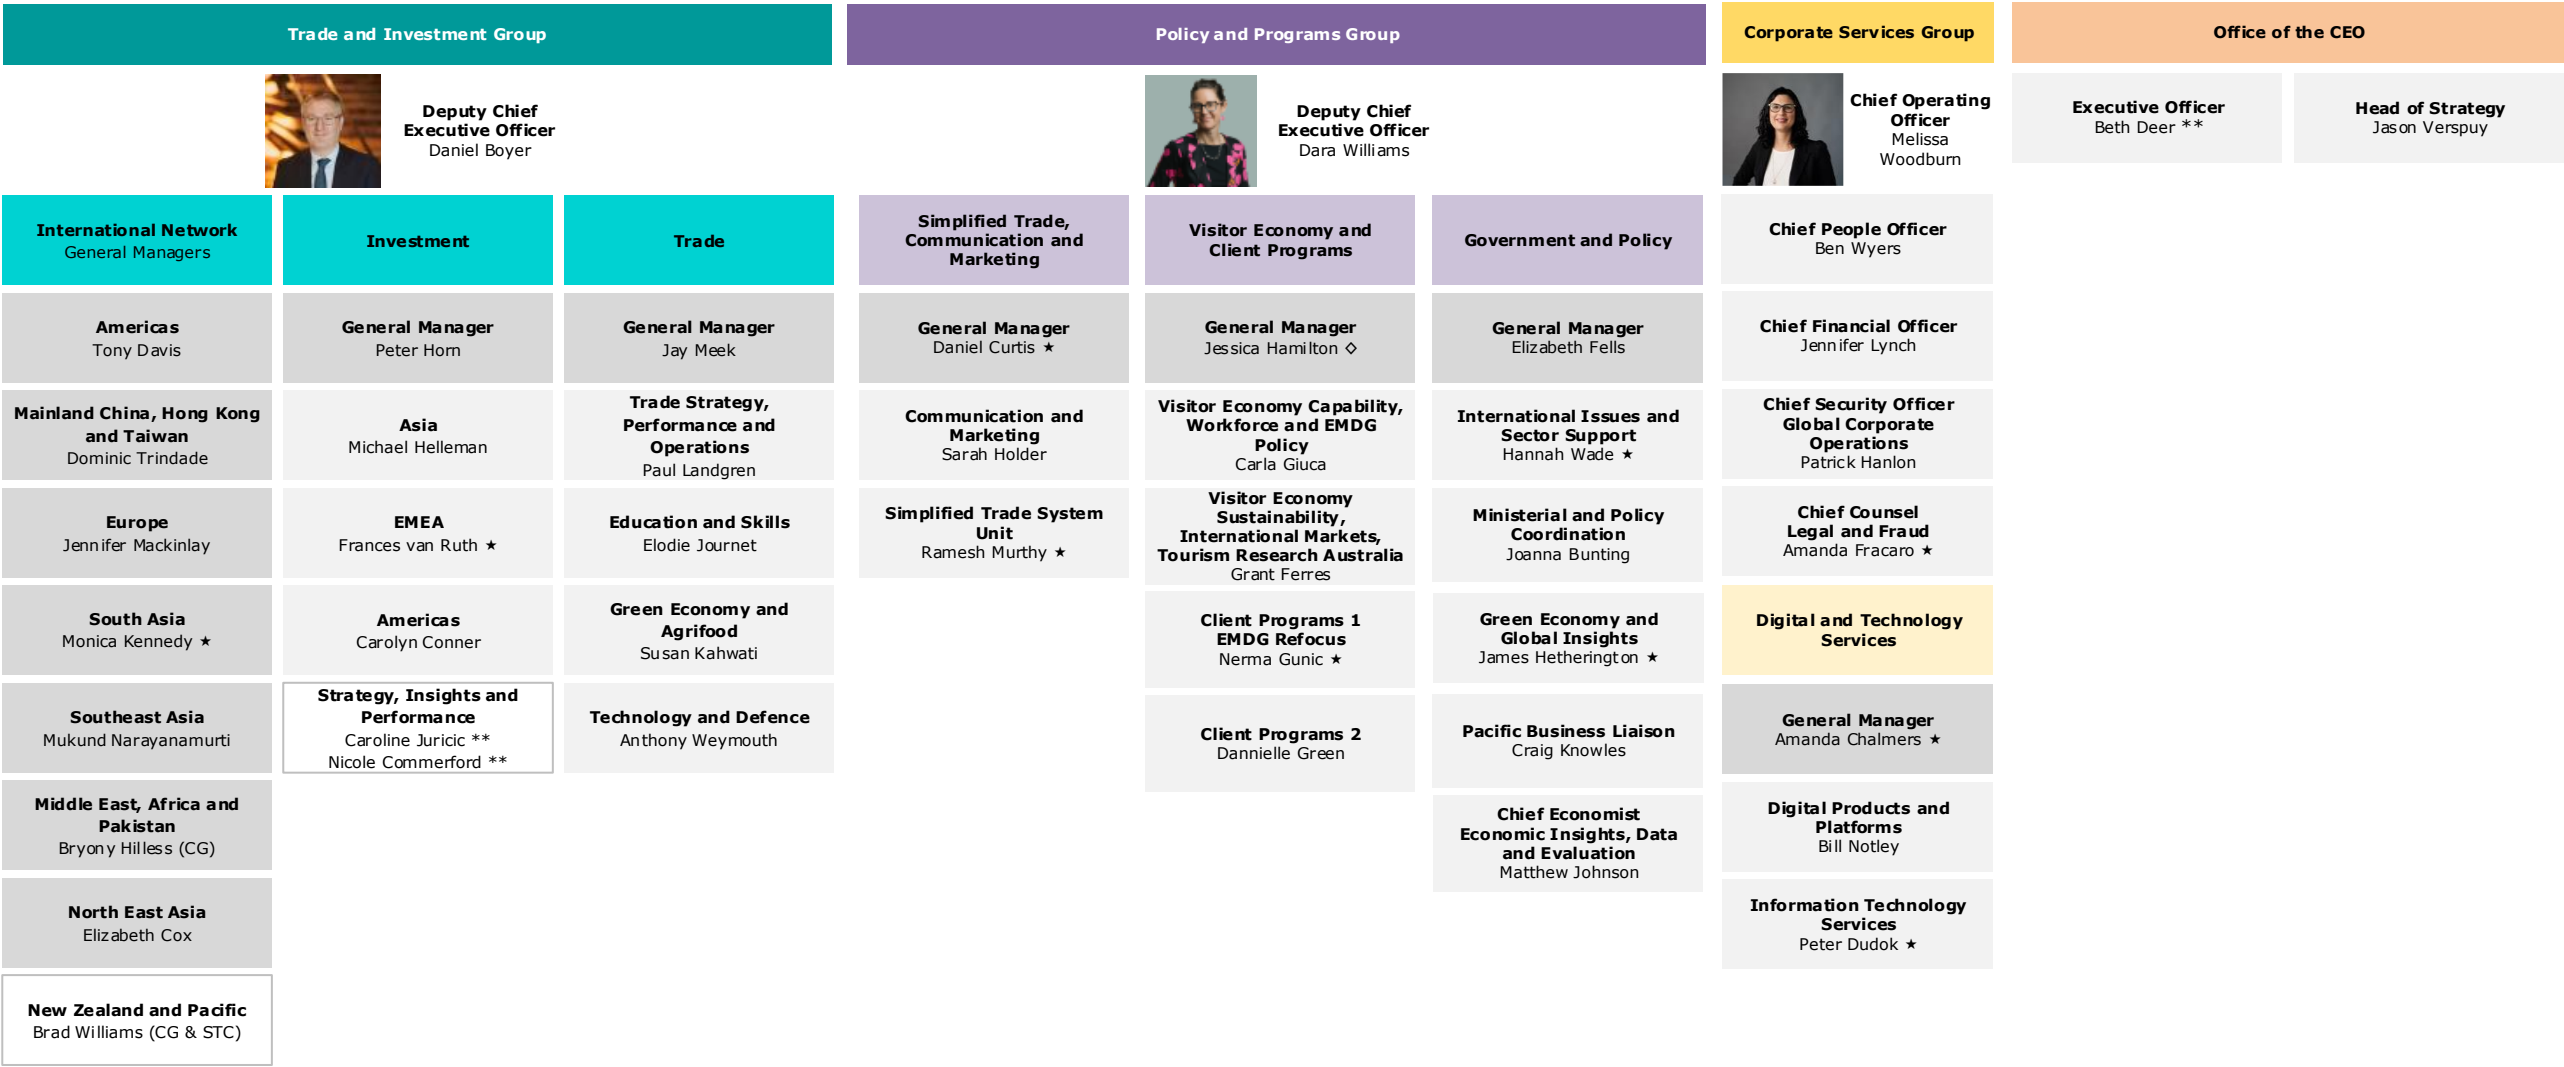 Trade and Investment Group
Deputy Chief
Executive Officer
Daniel Boyer
International Network
General Managers
Americas
Tony Davis
Mainland China, Hong Kong
and Taiwan
Dominic Trindade
Europe
Jennifer Mackinlay
South Asia
Monica Kennedy ★
Southeast Asia
Mukund Narayanamurti
Middle East, Africa and
Pakistan
Bryony Hilless (CG)
North East Asia
Elizabeth Cox
New Zealand and Pacific
Brad Williams (CG & STC)
Investment
General Manager
Peter Horn
Asia
Michael Helleman
EMEA
Frances van Ruth ★
Americas
Carolyn Conner
Strategy, Insights and
Performance
Caroline Juricic **
Nicole Commerford **
Trade
General Manager
Jay Meek
Trade Strategy,
Performance and
Operations
Paul Landgren
Education and Skills
Elodie Journet
Green Economy and
Agrifood
Susan Kahwati
Technology and Defence
Anthony Weymouth
Policy and Programs Group
Deputy Chief
Executive Officer
Dara Williams
Simplified Trade,
Communication and
Marketing
General Manager
Daniel Curtis ★
Communication and
Marketing
Sarah Holder
Simplified Trade System
Unit
Ramesh Murthy ★
Visitor Economy and
Client Programs
General Manager
Jessica Hamilton ◇
Visitor Economy Capability,
Workforce and EMDG
Policy
Carla Giuca
Visitor Economy
Sustainability,
International Markets,
Tourism Research Australia
Grant Ferres
Client Programs 1
EMDG Refocus
Nerma Gunic ★
Client Programs 2
Dannielle Green
Government and Policy
General Manager
Elizabeth Fells
International Issues and
Sector Support
Hannah Wade ★
Ministerial and Policy
Coordination
Joanna Bunting
Green Economy and
Global Insights
James Hetherington ★
Pacific Business Liaison
Craig Knowles
Chief Economist
Economic Insights, Data
and Evaluation
Matthew Johnson
Corporate Services Group
Chief Operating
Officer
Melissa
Woodburn
Chief People Officer
Ben Wyers
Chief Financial Officer
Jennifer Lynch
Chief Security Officer
Global Corporate
Operations
Patrick Hanlon
Chief Counsel
Legal and Fraud
Amanda Fracaro ★
Digital and Technology
Services
General Manager
Amanda Chalmers ★
Digital Products and
Platforms
Bill Notley
Information Technology
Services
Peter Dudok ★
Office of the CEO
Executive Officer
Beth Deer **
Head of Strategy
Jason Verspuy